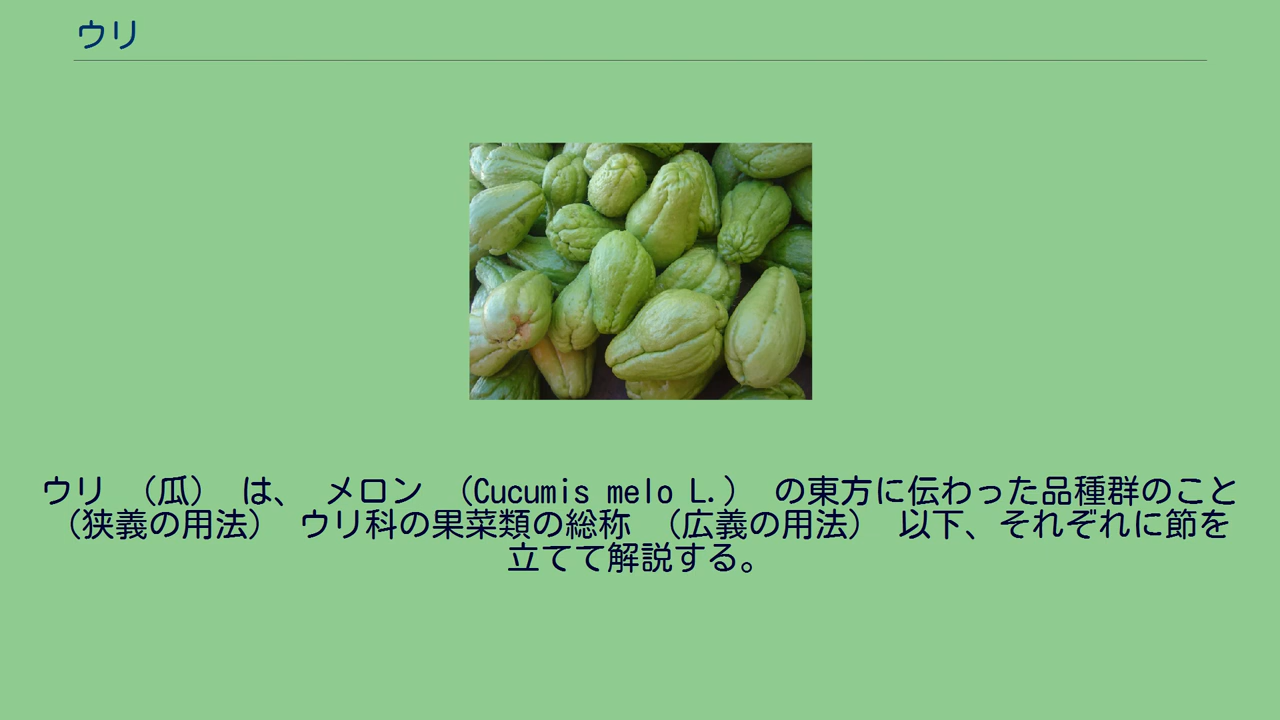 ウリ
ウリ （瓜） は、 メロン （Cucumis melo L.） の東方に伝わった品種群のこと
（狭義の用法） ウリ科の果菜類の総称 （広義の用法） 以下、それぞれに節を
立てて解説する。